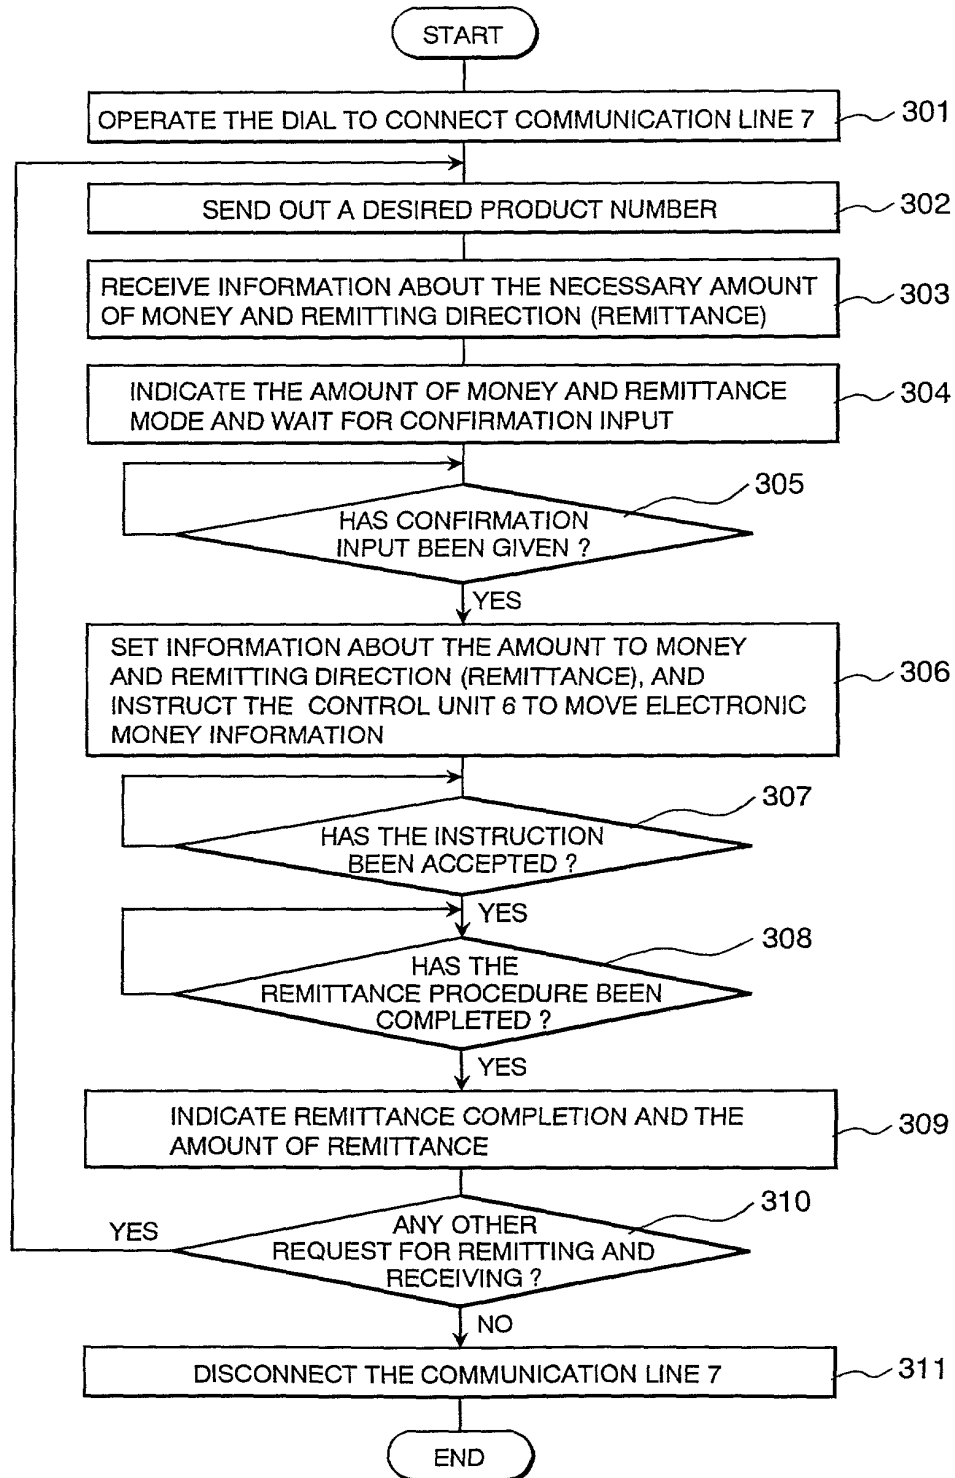 START
OPERATE THE DIAL TO CONNECT COMMUNICATION LINE 7
301
SEND OUT A DESIRED PRODUCT NUMBER
302
RECEIVE INFORMATION ABOUT THE NECESSARY AMOUNT
OF MONEY AND REMITTING DIRECTION (REMITTANCE)
303
INDICATE THE AMOUNT OF MONEY AND REMITTANCE
MODE AND WAIT FOR CONFIRMATION INPUT
304
305
HAS CONFIRMATION
INPUT BEEN GIVEN ?
YES
SET INFORMATION ABOUT THE AMOUNT TO MONEY
AND REMITTING DIRECTION (REMITTANCE), AND
INSTRUCT THE CONTROL UNIT 6 TO MOVE ELECTRONIC
MONEY INFORMATION
306
307
HAS THE INSTRUCTION
BEEN ACCEPTED ?
YES
308
HAS THE
REMITTANCE PROCEDURE BEEN
COMPLETED ?
YES
INDICATE REMITTANCE COMPLETION AND THE
AMOUNT OF REMITTANCE
309
310
YES
ANY OTHER
REQUEST FOR REMITTING AND
RECEIVING ?
NO
DISCONNECT THE COMMUNICATION LINE 7
311
END